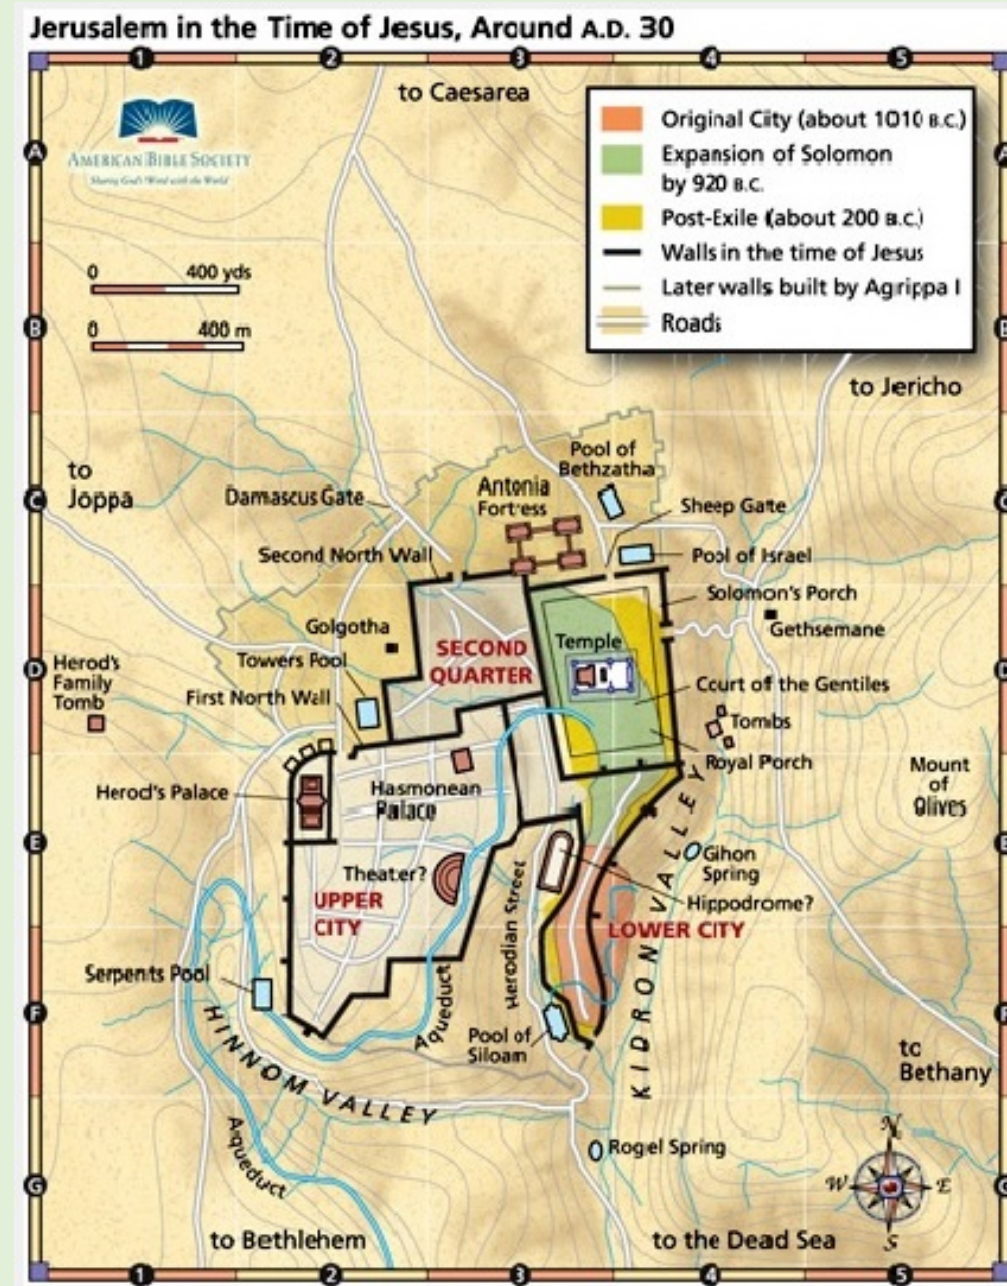 Jerusalem in the Time of Jesus, Around A.D. 30
1 2 3 4 5
to Caesarea
AMERICAN BIBLE SOCIETY
Sharing God's Word with the World
Original City (about 1010 B.C.)
Expansion of Solomon
by 920 B.C.
Post-Exile (about 200 B.C.)
Walls in the time of Jesus
Later walls built by Agrippa I
Roads
A A
0 400 yds
0 400 m
B B
to Jericho
to
Joppa
Pool of
Bethzatha
Antonia
Fortress
Damascus Gate
Sheep Gate
C C
Second North Wall
Pool of Israel
Solomon's Porch
Golgotha
Gethsemane
SECOND
QUARTER
Temple
Towers Pool
Herod's
Family
Tomb
D D
First North Wall
Court of the Gentiles
Tombs
Royal Porch
Mount
of
Olives
Herod's Palace
Hasmonean
Palace
E E
Theater?
Gihon
Spring
Hippodrome?
UPPER
CITY
LOWER CITY
Herodian Street
KIDRON VALLEY
Serpents Pool
F F
HINNOM VALLEY
Aqueduct
Pool of
Siloam
to
Bethany
Aqueduct
Rogel Spring
G G
N
W E
S
to Bethlehem
to the Dead Sea
1 2 3 4 5